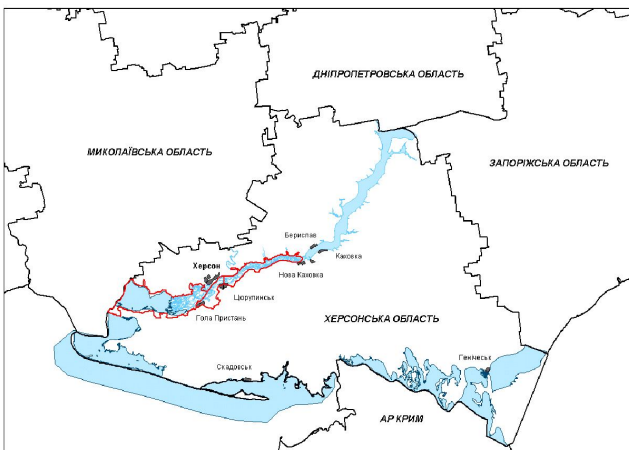 ДНІПРОПЕТРОВСЬКА ОБЛАСТЬ
МИКОЛАЇВСЬКА ОБЛАСТЬ
ЗАПОРІЖСЬКА ОБЛАСТЬ
Берислав
Каховка
Херсон
Нова Каховка
Цюрупинськ
Гола Пристань
ХЕРСОНСЬКА ОБЛАСТЬ
Генічеськ
Скадовськ
АР КРИМ